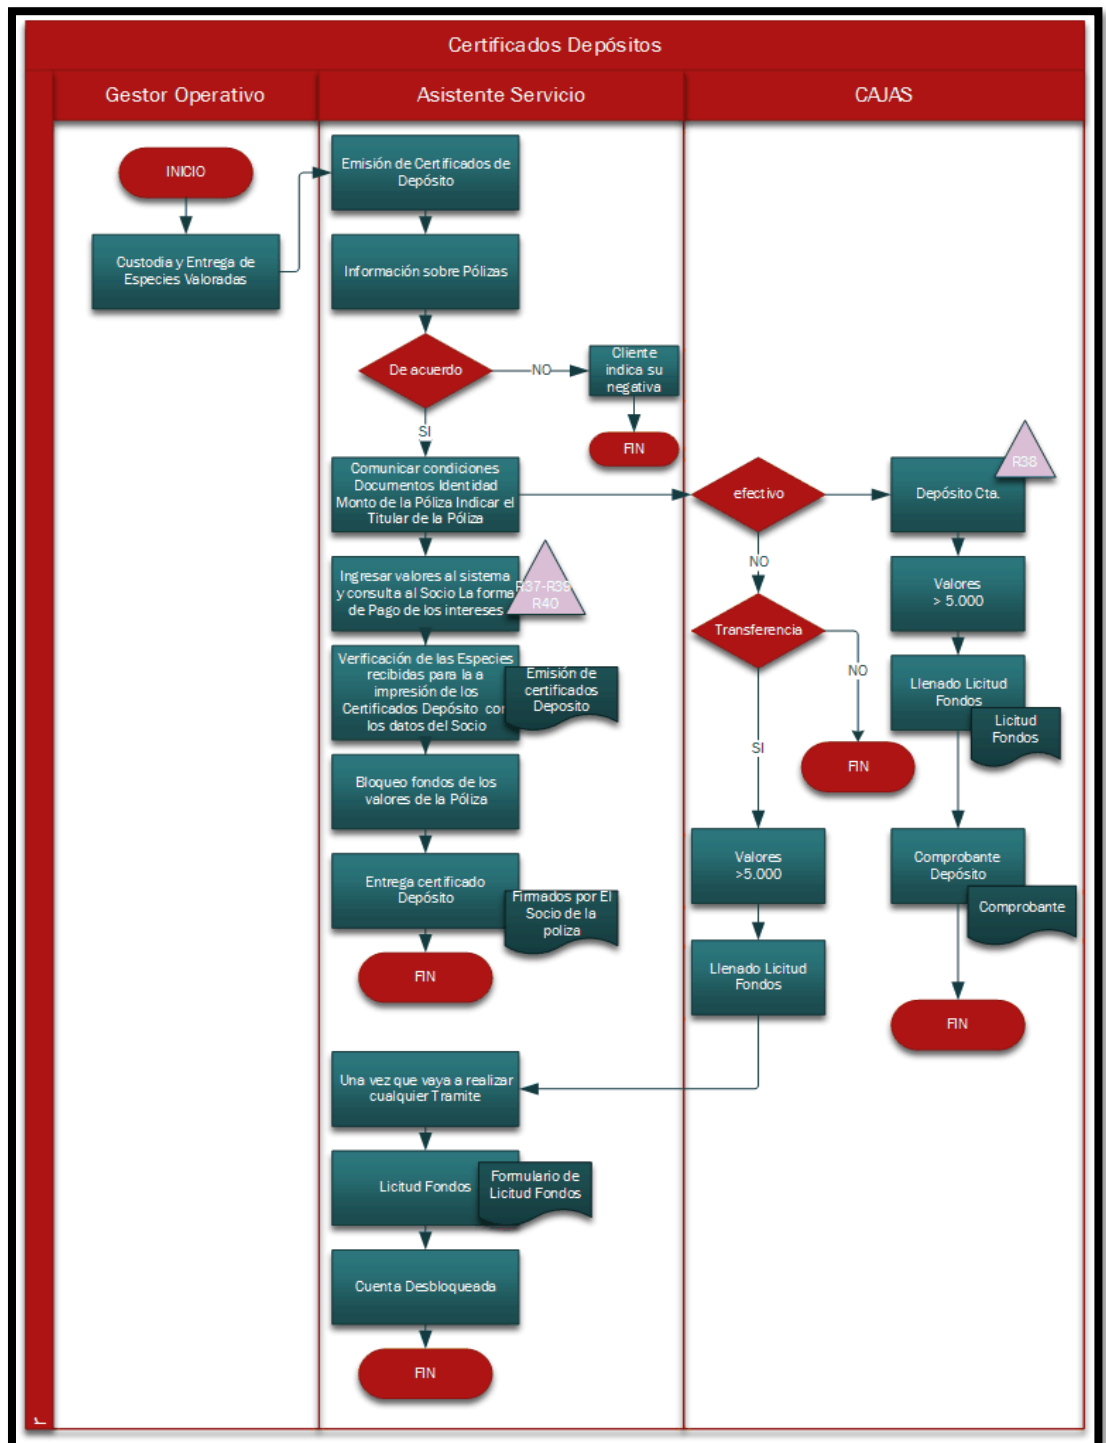 Certificados Depósitos
Gestor Operativo
Asistente Servicio
CAJAS
INICIO
Custodia y Entrega de
Especies Valoradas
Emisión de Certificados de
Depósito
Información sobre Pólizas
De acuerdo
NO
Cliente
indica su
negativa
FIN
SI
Comunicar condiciones
Documentos Identidad
Monto de la Póliza Indicar el
Titular de la Póliza
Ingresar valores al sistema
y consulta al Socio La forma
de Pago de los intereses
R37-R39
R40
Verificación de las Especies
recibidas para la a
impresión de los
Certificados Depósito con
los datos del Socio
Emisión de
certificados
Deposito
Bloqueo fondos de los
valores de la Póliza
Entrega certificado
Depósito
Firmados por El
Socio de la
poliza
FIN
Una vez que vaya a realizar
cualquier Tramite
Licitud Fondos
Formulario de
Licitud Fondos
Cuenta Desbloqueada
FIN
efectivo
NO
Transferencia
NO
FIN
SI
Valores
>5.000
Llenado Licitud
Fondos
R38
Depósito Cta.
Valores
> 5.000
Llenado Licitud
Fondos
Licitud
Fondos
Comprobante
Depósito
Comprobante
FIN
r